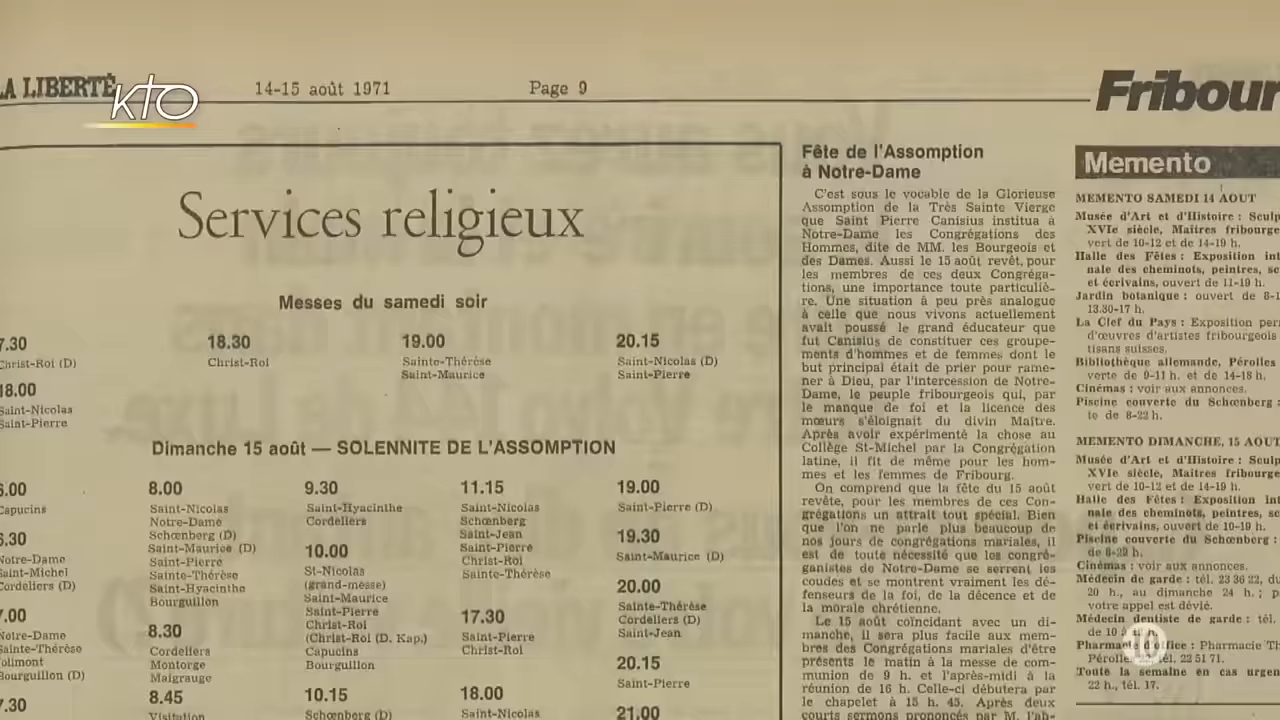 LA LIBERTÉ
kto
14-15 août 1971
Page 9
Services religieux
Messes du samedi soir
7.30
Christ-Roi (D)
18.00
Saint-Nicolas
Saint-Pierre
18.30
Christ-Roi
19.00
Sainte-Thérèse
Saint-Maurice
20.15
Saint-Nicolas (D)
Saint-Pierre
Dimanche 15 août — SOLENNITE DE L'ASSOMPTION
6.00
Capucins
6.30
Notre-Dame
Saint-Michel
Cordeliers (D)
7.00
Notre-Dame
Sainte-Thérèse
Bourguillon (D)
7.30
8.00
Saint-Nicolas
Notre-Dame
Schœnberg (D)
Saint-Maurice (D)
Saint-Pierre
Sainte-Thérèse
Saint-Hyacinthe
Bourguillon
8.30
Cordeliers
Montorge
Maigrauge
8.45
Visitation
9.30
Saint-Hyacinthe
Cordeliers
10.00
St-Nicolas
(grand-messe)
Saint-Maurice
Saint-Pierre
Christ-Roi
(Christ-Roi (D. Kap.)
Capucins
Bourguillon
10.15
Schœnberg (D)
11.15
Saint-Nicolas
Schœnberg
Saint-Jean
Saint-Pierre
Christ-Roi
Sainte-Thérèse
17.30
Saint-Pierre
Christ-Roi
18.00
Saint-Nicolas
19.00
Saint-Pierre (D)
19.30
Saint-Maurice (D)
20.00
Sainte-Thérèse
Cordeliers (D)
Saint-Jean
20.15
Saint-Pierre
21.00
Fête de l'Assomption
à Notre-Dame
C'est sous le vocable de la Glorieuse
Assomption de la Très Sainte Vierge
que Saint Pierre Canisius institua à
Notre-Dame les Congrégations des
Hommes, dite de MM. les Bourgeois et
des Dames. Aussi le 15 août revêt, pour
les membres de ces deux Congréga-
tions, une importance toute particuliè-
re. Une situation à peu près analogue
à celle que nous vivons actuellement
avait poussé le grand éducateur que
fut Canisius de constituer ces groupe-
ments d'hommes et de femmes dont le
but principal était de prier pour rame-
ner à Dieu, par l'intercession de Notre-
Dame, le peuple fribourgeois qui, par
le manque de foi et la licence des
mœurs s'éloignait du divin Maître.
Après avoir expérimenté la chose au
Collège St-Michel par la Congrégation
latine, il fit de même pour les hom-
mes et les femmes de Fribourg.
On comprend que la fête du 15 août
revête, pour les membres de ces Con-
grégations un attrait tout spécial. Bien
que l'on ne parle plus beaucoup de
nos jours de congrégations mariales, il
est de toute nécessité que les congré-
ganistes de Notre-Dame se serrent les
coudes et se montrent vraiment les dé-
fenseurs de la foi, de la décence et de
la morale chrétienne.
Le 15 août coïncidant avec un di-
manche, il sera plus facile aux mem-
bres des Congrégations mariales d'être
présents le matin à la messe de com-
munion de 9 h. et l'après-midi à la
réunion de 16 h. Celle-ci débutera par
le chapelet à 15 h. 45. Après deux
courts sermons prononcés par M. l'ab-
Fribour
Memento
MEMENTO SAMEDI 14 AOUT
Musée d'Art et d'Histoire : Sculp
XVIe siècle, Maîtres fribourge
vert de 10-12 et de 14-19 h.
Halle des Fêtes : Exposition int
nale des cheminots, peintres, sc
et écrivains, ouvert de 11-19 h.
Jardin botanique : ouvert de 8-1
13.30-17 h.
La Clef du Pays : Exposition per
d'œuvres d'artistes fribourgeois
tisans suisses.
Bibliothèque allemande, Pérolles
verte de 9-11 h. et de 14-18 h.
Cinémas : voir aux annonces.
Piscine couverte du Schœnberg :
te de 8-22 h.
MEMENTO DIMANCHE, 15 AOUT
Musée d'Art et d'Histoire : Sculp
XVIe siècle, Maîtres fribourge
vert de 10-12 et de 14-19 h.
Halle des Fêtes : Exposition int
nale des cheminots, peintres, sc
et écrivains, ouvert de 10-19 h.
Piscine couverte du Schœnberg :
de 8-20 h.
Cinémas : voir aux annonces.
Médecin de garde : tél. 23 36 22, du
20 h., au dimanche 24 h. ; p
votre appel est dévié.
Médecin dentiste de garde : tél.
de 10 à
Pharmacie d'office : Pharmacie Th
tél. 22 51 71.
Toute la semaine en cas urgen
22 h., tél. 17.
10